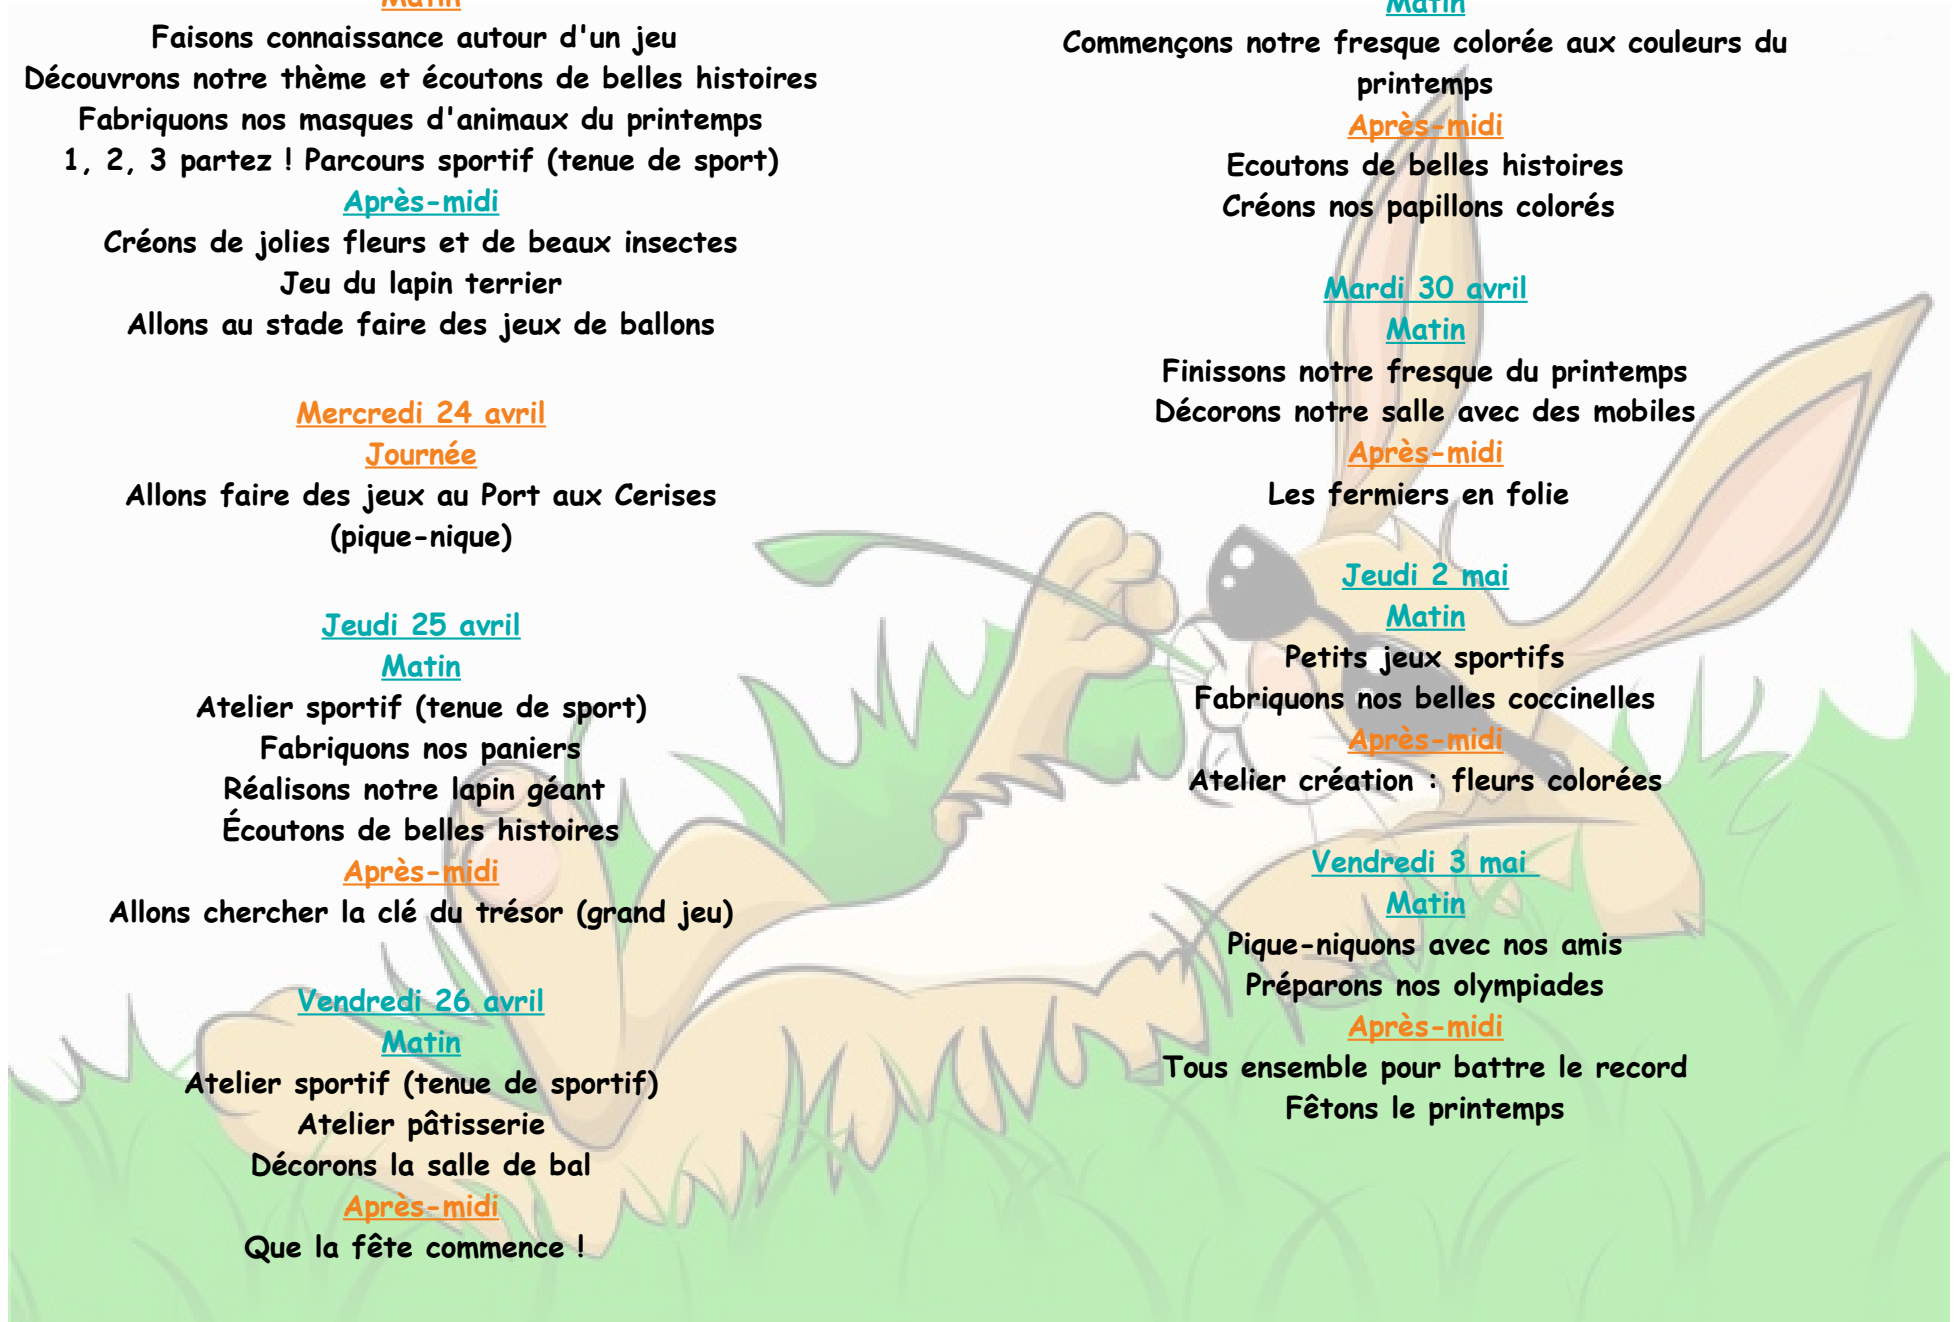 Matin
Faisons connaissance autour d'un jeu
Découvrons notre thème et écoutons de belles histoires
Fabriquons nos masques d'animaux du printemps
1, 2, 3 partez ! Parcours sportif (tenue de sport)
Après-midi
Créons de jolies fleurs et de beaux insectes
Jeu du lapin terrier
Allons au stade faire des jeux de ballons
Mercredi 24 avril
Journée
Allons faire des jeux au Port aux Cerises
(pique-nique)
Jeudi 25 avril
Matin
Atelier sportif (tenue de sport)
Fabriquons nos paniers
Réalisons notre lapin géant
Écoutons de belles histoires
Après-midi
Allons chercher la clé du trésor (grand jeu)
Vendredi 26 avril
Matin
Atelier sportif (tenue de sportif)
Atelier pâtisserie
Décorons la salle de bal
Après-midi
Que la fête commence !
Matin
Commençons notre fresque colorée aux couleurs du
printemps
Après-midi
Ecoutons de belles histoires
Créons nos papillons colorés
Mardi 30 avril
Matin
Finissons notre fresque du printemps
Décorons notre salle avec des mobiles
Après-midi
Les fermiers en folie
Jeudi 2 mai
Matin
Petits jeux sportifs
Fabriquons nos belles coccinelles
Après-midi
Atelier création : fleurs colorées
Vendredi 3 mai
Matin
Pique-niquons avec nos amis
Préparons nos olympiades
Après-midi
Tous ensemble pour battre le record
Fêtons le printemps